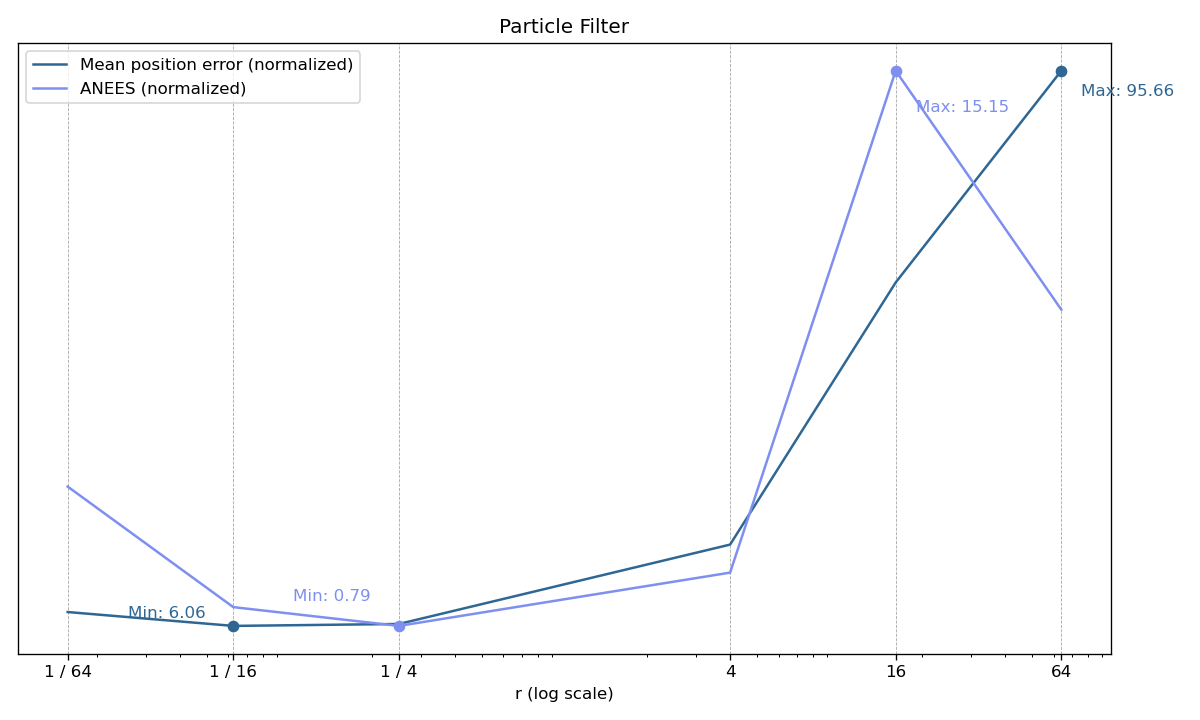 Particle Filter
Mean position error (normalized)
ANEES (normalized)
Max: 95.66
Max: 15.15
Min: 0.79
Min: 6.06
1 / 64
1 / 16
1 / 4
4
16
64
r (log scale)